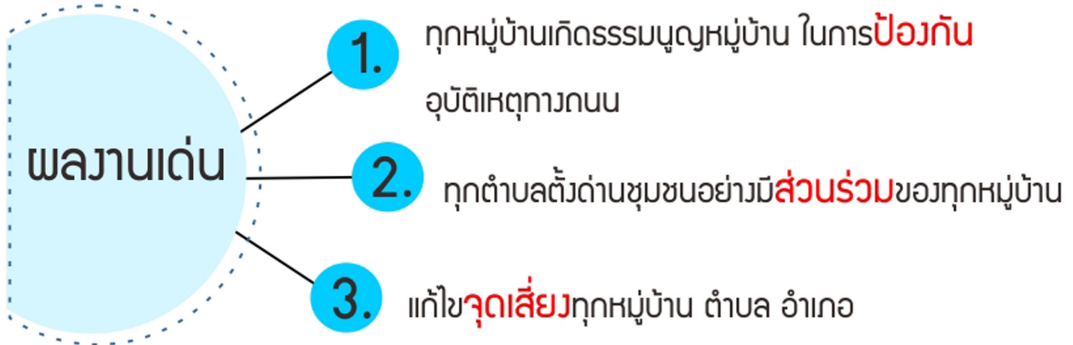 ผลงานเด่น
1. ทุกหมู่บ้านเกิดธรรมนูญหมู่บ้าน ในการป้องกัน
อุบัติเหตุทางถนน
2. ทุกตำบลตั้งด่านชุมชนอย่างมีส่วนร่วมของทุกหมู่บ้าน
3. แก้ไขจุดเสี่ยงทุกหมู่บ้าน ตำบล อำเภอ